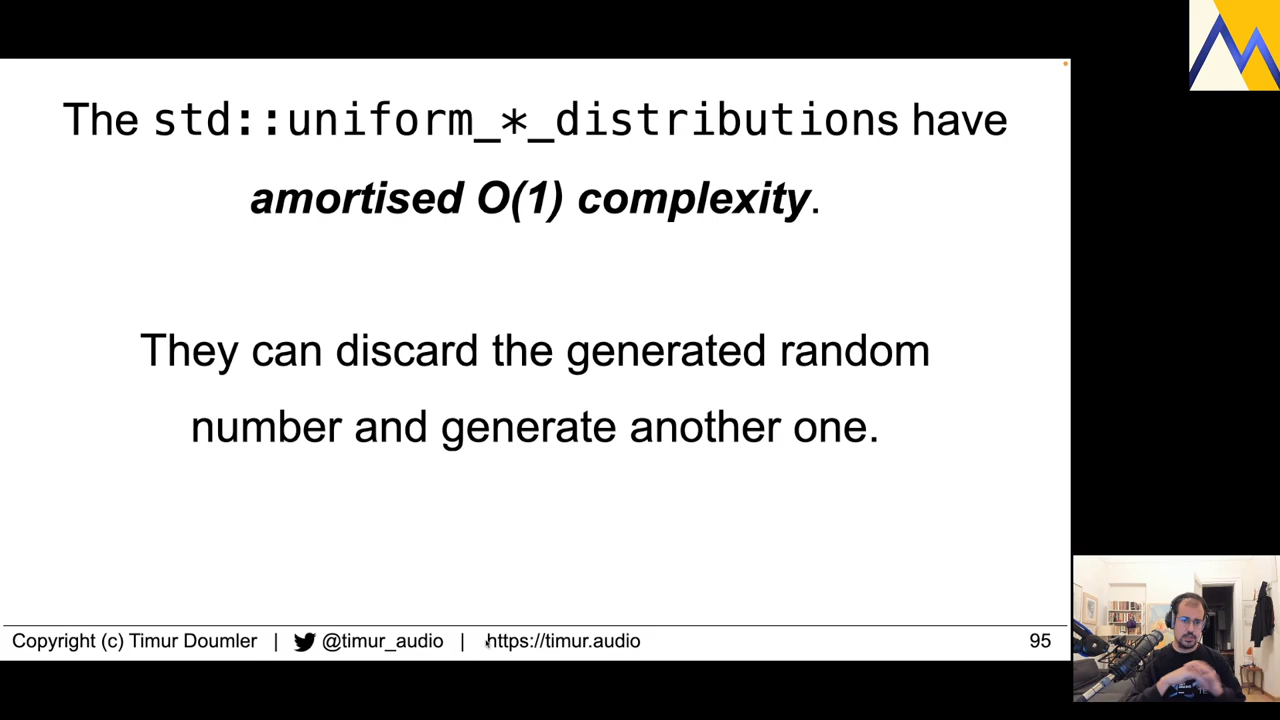 The std::uniform_*_distributions have
amortised O(1) complexity.
They can discard the generated random
number and generate another one.
Copyright (c) Timur Doumler | @timur_audio | https://timur.audio 95